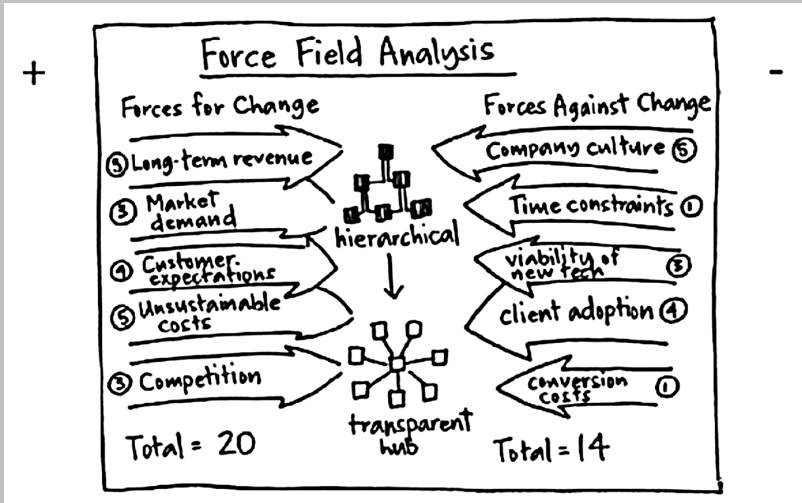 +
-
Force Field Analysis
Forces for Change
⑤ Long-term revenue
③ Market
demand
④ Customer
expectations
⑤ Unsustainable
costs
③ Competition
Total = 20
hierarchical
transparent
hub
Forces Against Change
Company culture ⑤
Time constraints ①
viability of
new tech ③
client adoption ④
conversion
costs ①
Total = 14